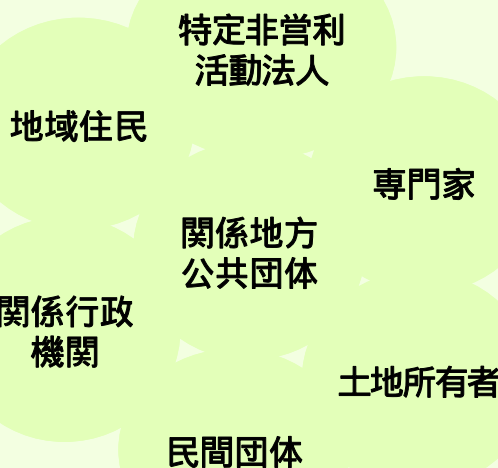 特定非営利
活動法人
地域住民
専門家
関係地方
公共団体
関係行政
機関
土地所有者
民間団体